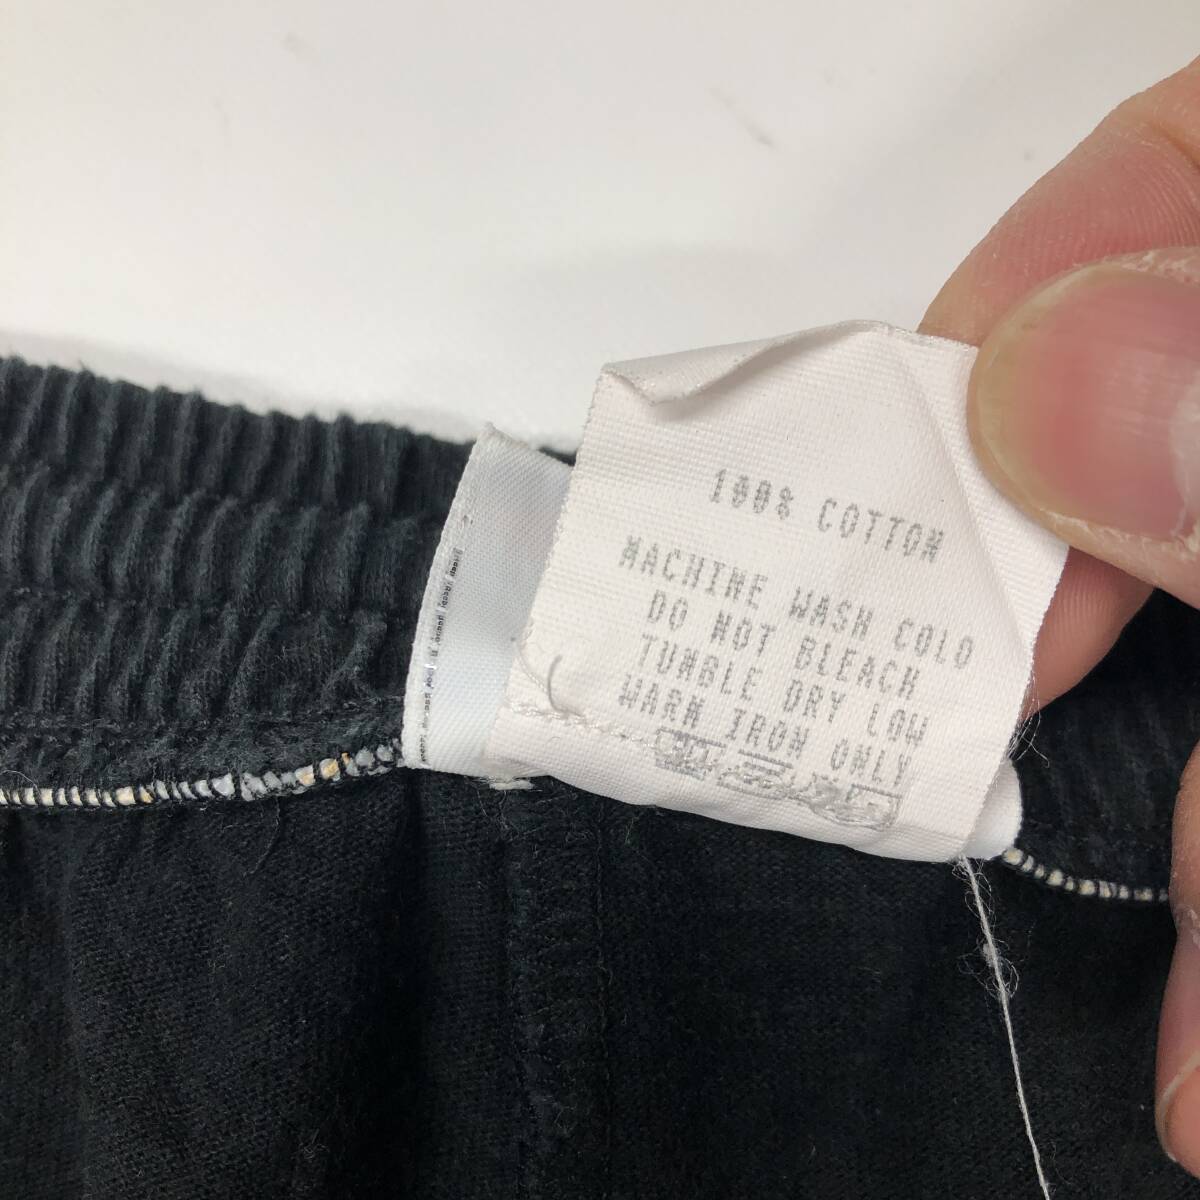 100% COTTON
MACHINE WASH COLD
DO NOT BLEACH
TUMBLE DRY LOW
WARM IRON ONLY